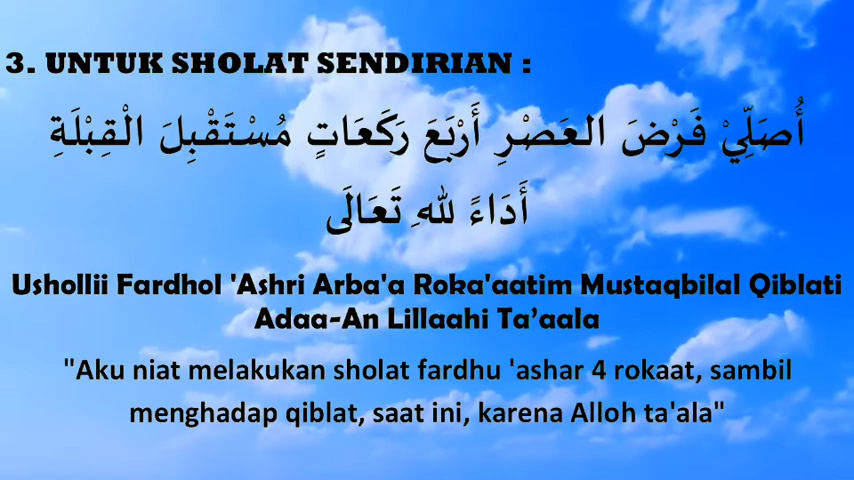 3. UNTUK SHOLAT SENDIRIAN :
أُصَلِّيْ فَرْضَ العَصْرِ أَرْبَعَ رَكَعَاتٍ مُسْتَقْبِلَ الْقِبْلَةِ
أَدَاءً لِلّٰهِ تَعَالَى
Ushollii Fardhol 'Ashri Arba'a Roka'aatim Mustaqbilal Qiblati
Adaa-An Lillaahi Ta’aala
"Aku niat melakukan sholat fardhu 'ashar 4 rokaat, sambil
menghadap qiblat, saat ini, karena Alloh ta'ala"